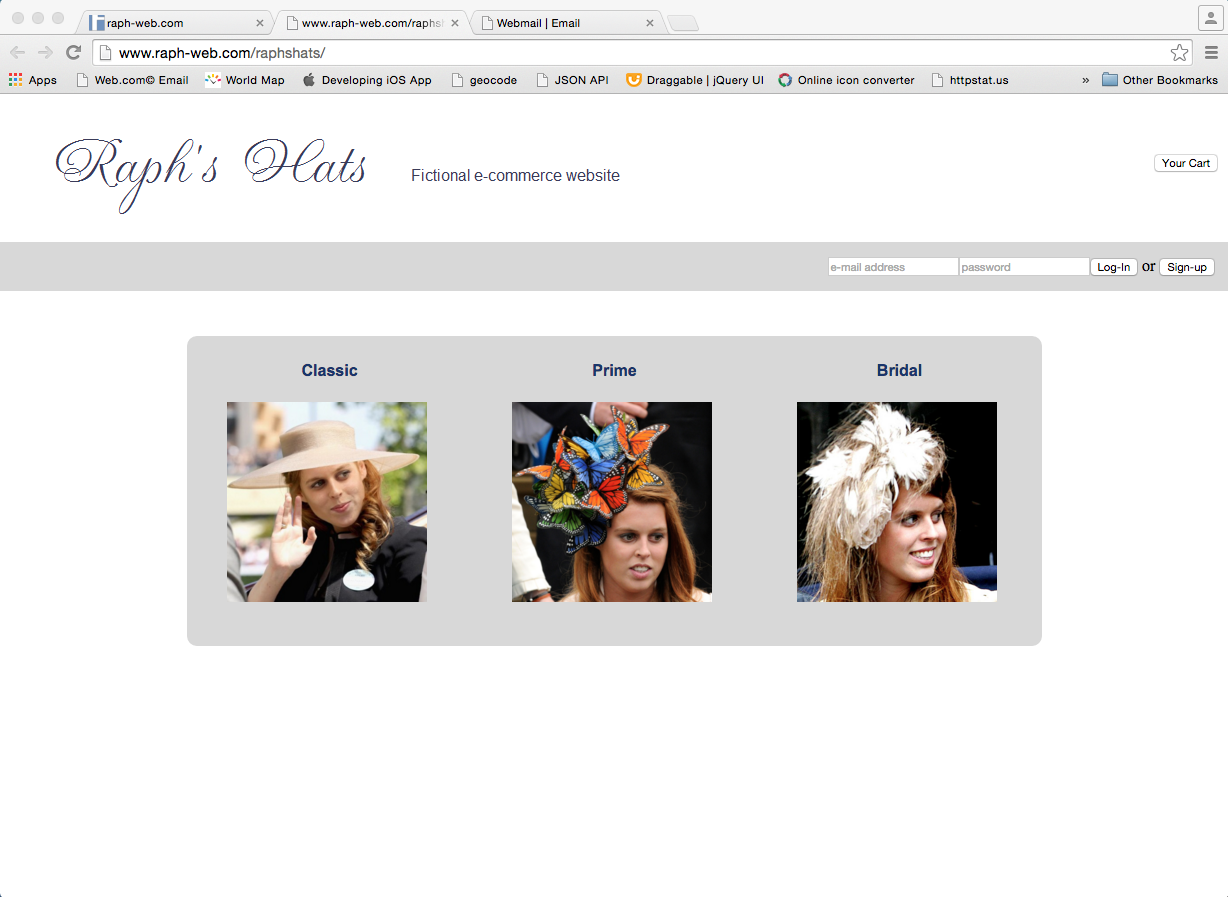 raph-web.com www.raph-web.com/raphsh Webmail | Email
www.raph-web.com/raphshats/
Apps Web.com© Email World Map Developing iOS App geocode JSON API Draggable | jQuery UI Online icon converter httpstat.us » Other Bookmarks
Raph's Hats Fictional e-commerce website Your Cart
e-mail address password Log-In or Sign-up
Classic Prime Bridal